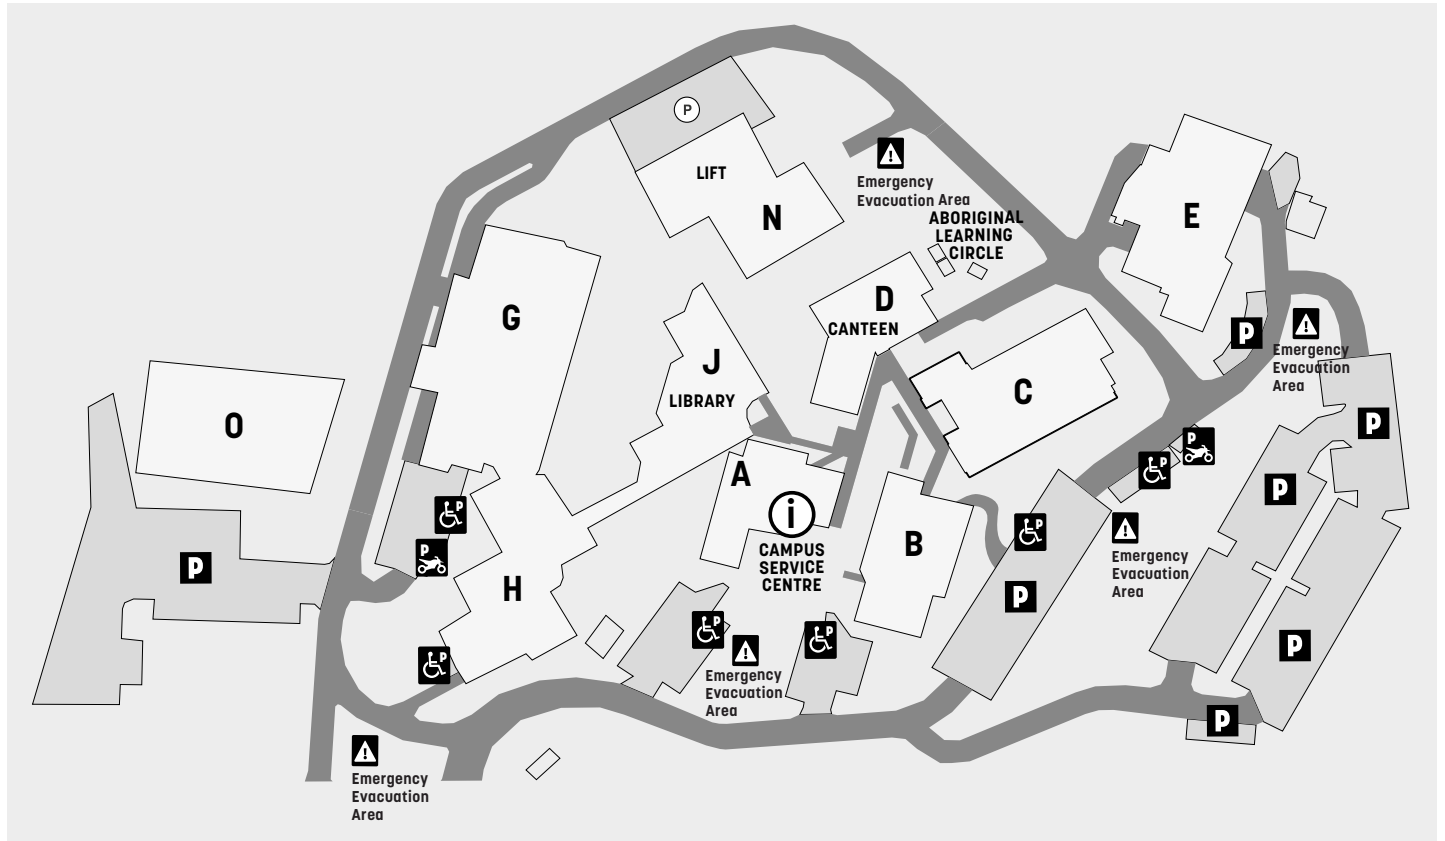 P
LIFT
N
Emergency
Evacuation Area
ABORIGINAL
LEARNING
CIRCLE
E
G
D
CANTEEN
P
Emergency
Evacuation
Area
J
LIBRARY
C
O
P
P
P
A
P
i
P
P
P
CAMPUS
SERVICE
CENTRE
B
Emergency
Evacuation
Area
P
P
H
P
P
P
P
P
Emergency
Evacuation
Area
P
Emergency
Evacuation
Area